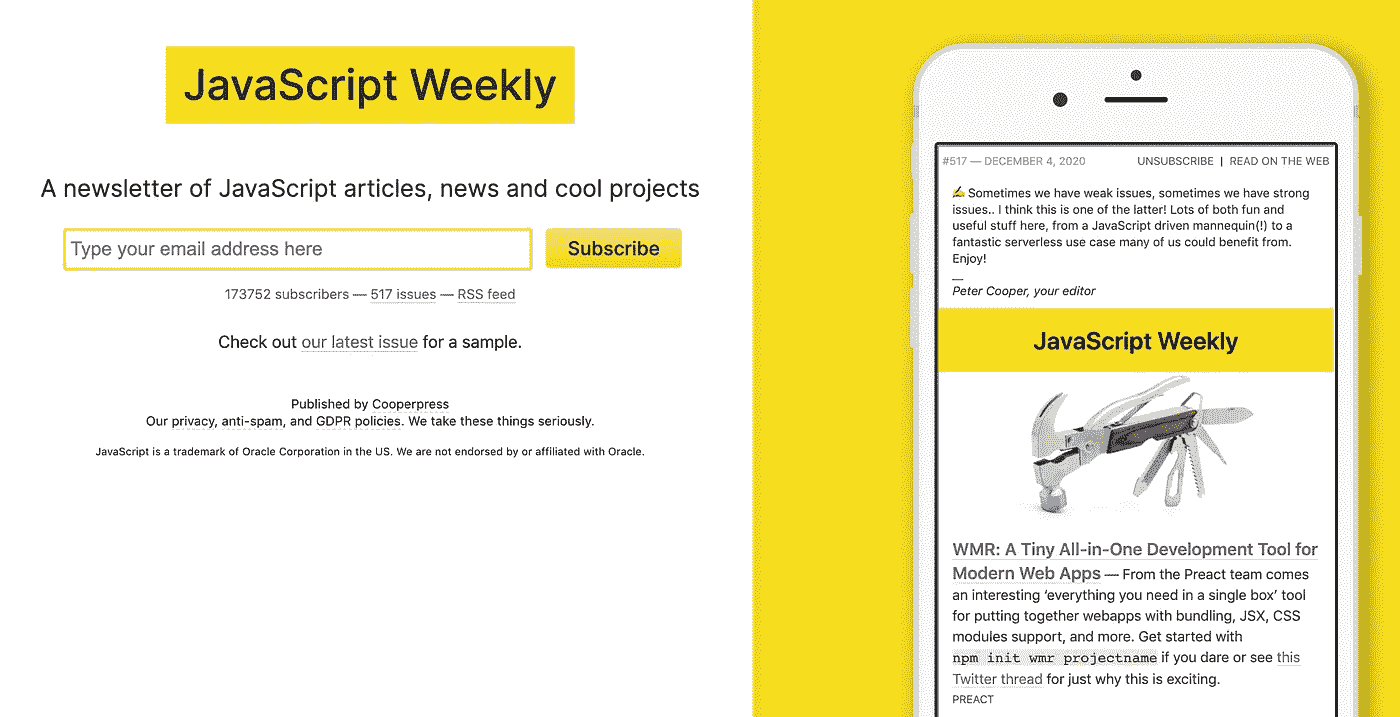 JavaScript Weekly
A newsletter of JavaScript articles, news and cool projects
Type your email address here
Subscribe
173752 subscribers — 517 issues — RSS feed
Check out our latest issue for a sample.
Published by Cooperpress
Our privacy, anti-spam, and GDPR policies. We take these things seriously.
JavaScript is a trademark of Oracle Corporation in the US. We are not endorsed by or affiliated with Oracle.
#517 — DECEMBER 4, 2020
UNSUBSCRIBE | READ ON THE WEB
✍️ Sometimes we have weak issues, sometimes we have strong
issues.. I think this is one of the latter! Lots of both fun and
useful stuff here, from a JavaScript driven mannequin(!) to a
fantastic serverless use case many of us could benefit from.
Enjoy!
—
Peter Cooper, your editor
JavaScript Weekly
WMR: A Tiny All-in-One Development Tool for
Modern Web Apps — From the Preact team comes
an interesting ‘everything you need in a single box’ tool
for putting together webapps with bundling, JSX, CSS
modules support, and more. Get started with
npm init wmr projectname if you dare or see this
Twitter thread for just why this is exciting.
PREACT